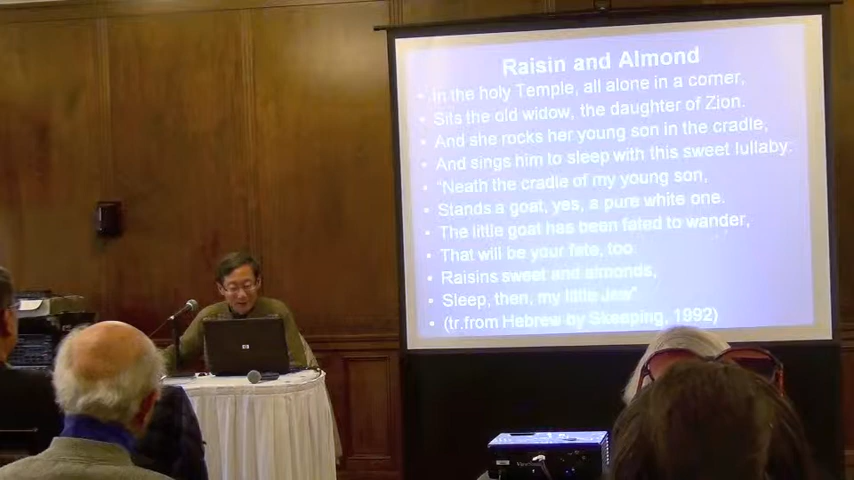 Raisin and Almond
• In the holy Temple, all alone in a corner,
• Sits the old widow, the daughter of Zion.
• And she rocks her young son in the cradle,
• And sings him to sleep with this sweet lullaby:
• "Neath the cradle of my young son,
• Stands a goat, yes, a pure white one.
• The little goat has been fated to wander,
• That will be your fate, too.
• Raisins sweet and almonds,
• Sleep, then, my little Jew"
• (tr.from Hebrew by Skeeping, 1992)